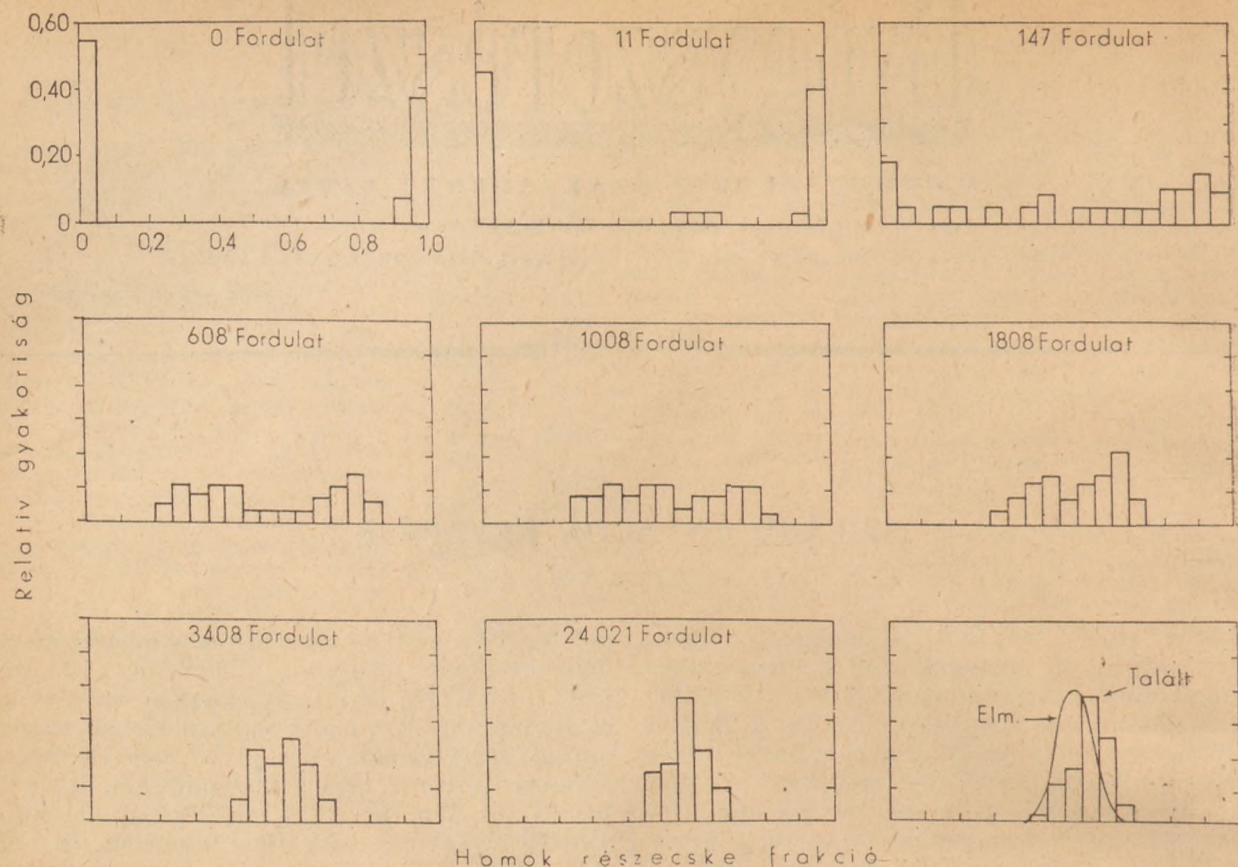 0 Fordulat
11 Fordulat
147 Fordulat
0,60
0,40
0,20
0
0 0,2 0,4 0,6 0,8 1,0
608 Fordulat
1008 Fordulat
1808 Fordulat
Relatív gyakoriság
3408 Fordulat
24 021 Fordulat
Talált
Elm.
Homok részecske frakció